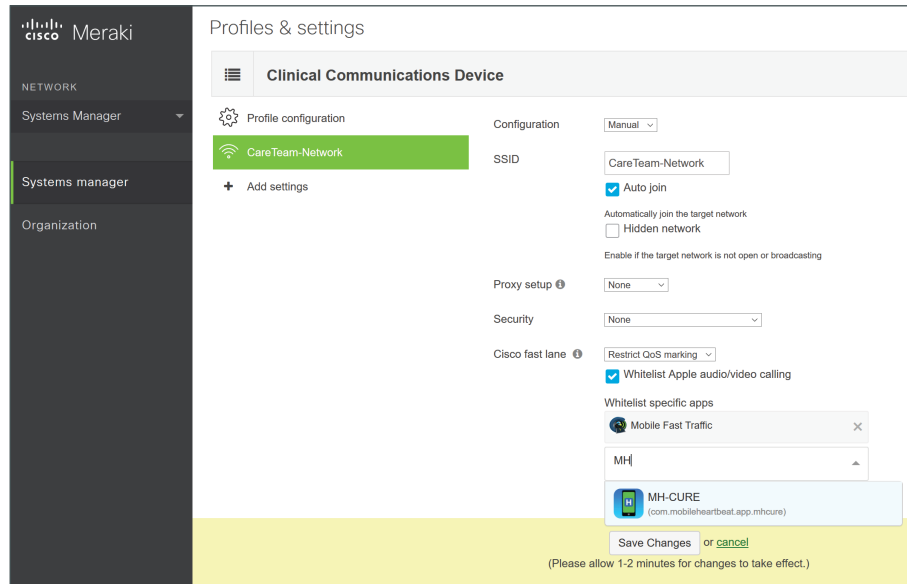 cisco Meraki
NETWORK
Systems Manager
Systems manager
Organization
Profiles & settings
Clinical Communications Device
Profile configuration
CareTeam-Network
Add settings
Configuration
Manual
SSID
CareTeam-Network
Auto join
Automatically join the target network
Hidden network
Enable if the target network is not open or broadcasting
Proxy setup
None
Security
None
Cisco fast lane
Restrict QoS marking
Whitelist Apple audio/video calling
Whitelist specific apps
Mobile Fast Traffic
MH
MH-CURE
(com.mobileheartbeat.app.mhcure)
Save Changes or cancel
(Please allow 1-2 minutes for changes to take effect.)